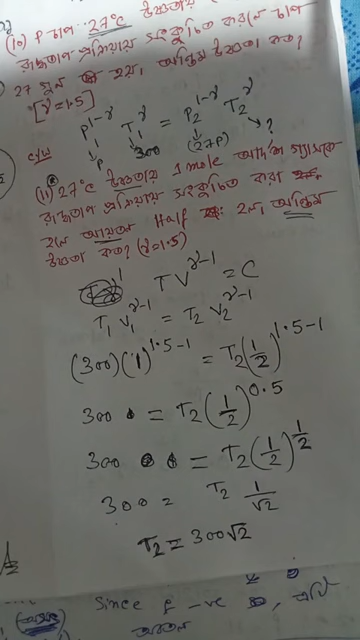 (10) P চাপ 27°C উষ্ণতায়
রুদ্ধতাপ প্রক্রিয়ায় সংকুচিত করলে চাপ
27 গুন হয়। অন্তিম উষ্ণতা কত?
[γ=1.5]
P₁^1-γ T₁^γ = P₂^1-γ T₂^γ
P 300 (27P) ?
C/W
(11) 27°C উষ্ণতায় 1 mole আদর্শ গ্যাসকে
রুদ্ধতাপ প্রক্রিয়ায় সংকুচিত করা
হলে আয়তন Half হল, অন্তিম
উষ্ণতা কত? (γ=1.5)
TV^γ-1 = C
T₁ V₁^γ-1 = T₂ V₂^γ-1
(300)(1)^1.5-1 = T₂(1/2)^1.5-1
300 = T₂(1/2)^0.5
300 = T₂(1/2)^1/2
300 = T₂ 1/√2
T₂ = 300√2
Since f -ve